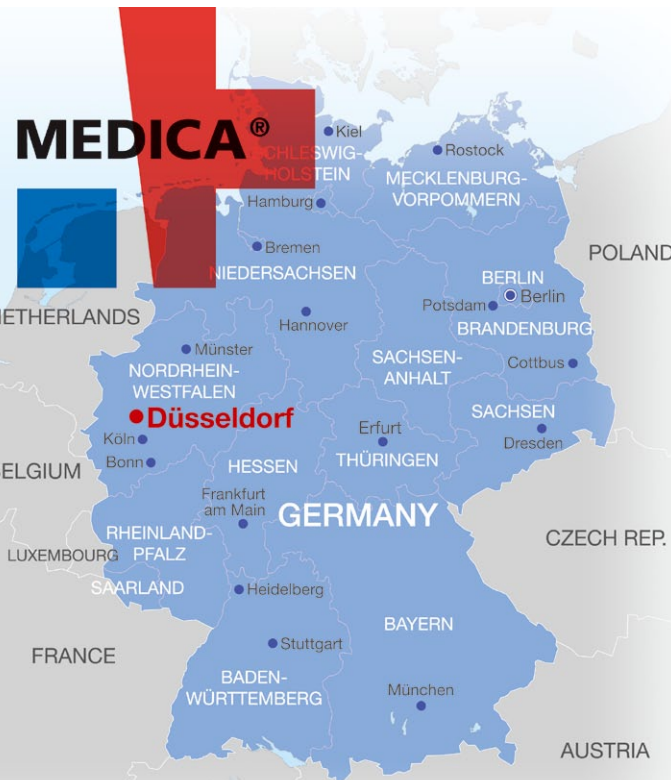 MEDICA®
Kiel
SCHLESWIG-
HOLSTEIN
Rostock
MECKLENBURG-
VORPOMMERN
Hamburg
Bremen
NIEDERSACHSEN
POLAND
BERLIN
Berlin
Potsdam
BRANDENBURG
NETHERLANDS
Hannover
Münster
NORDRHEIN-
WESTFALEN
SACHSEN-
ANHALT
Cottbus
Düsseldorf
SACHSEN
Dresden
Köln
Bonn
Erfurt
THÜRINGEN
BELGIUM
HESSEN
Frankfurt
am Main
GERMANY
RHEINLAND-
PFALZ
LUXEMBOURG
CZECH REP.
SAARLAND
Heidelberg
BAYERN
FRANCE
Stuttgart
BADEN-
WÜRTTEMBERG
München
AUSTRIA